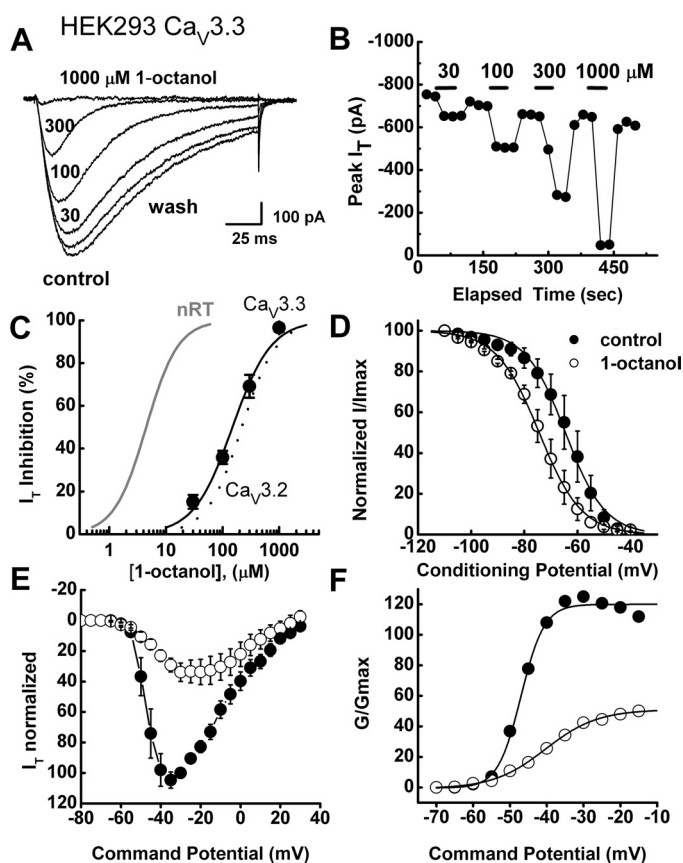 HEK293 CaV3.3
A
1000 µM 1-octanol
300
100
30
wash
control
100 pA
25 ms
B
-1000
-800
-600
-400
-200
0
Peak IT (pA)
30 100 300 1000 µM
0 150 300 450
Elapsed Time (sec)
C
nRT
CaV3.3
CaV3.2
100
80
60
40
20
0
IT Inhibition (%)
1 10 100 1000
[1-octanol], (µM)
D
control
1-octanol
100
80
60
40
20
0
Normalized I/Imax
-120 -100 -80 -60 -40
Conditioning Potential (mV)
E
-20
0
20
40
60
80
100
120
IT normalized
-80 -60 -40 -20 0 20 40
Command Potential (mV)
F
120
100
80
60
40
20
0
G/Gmax
-70 -60 -50 -40 -30 -20 -10
Command Potential (mV)